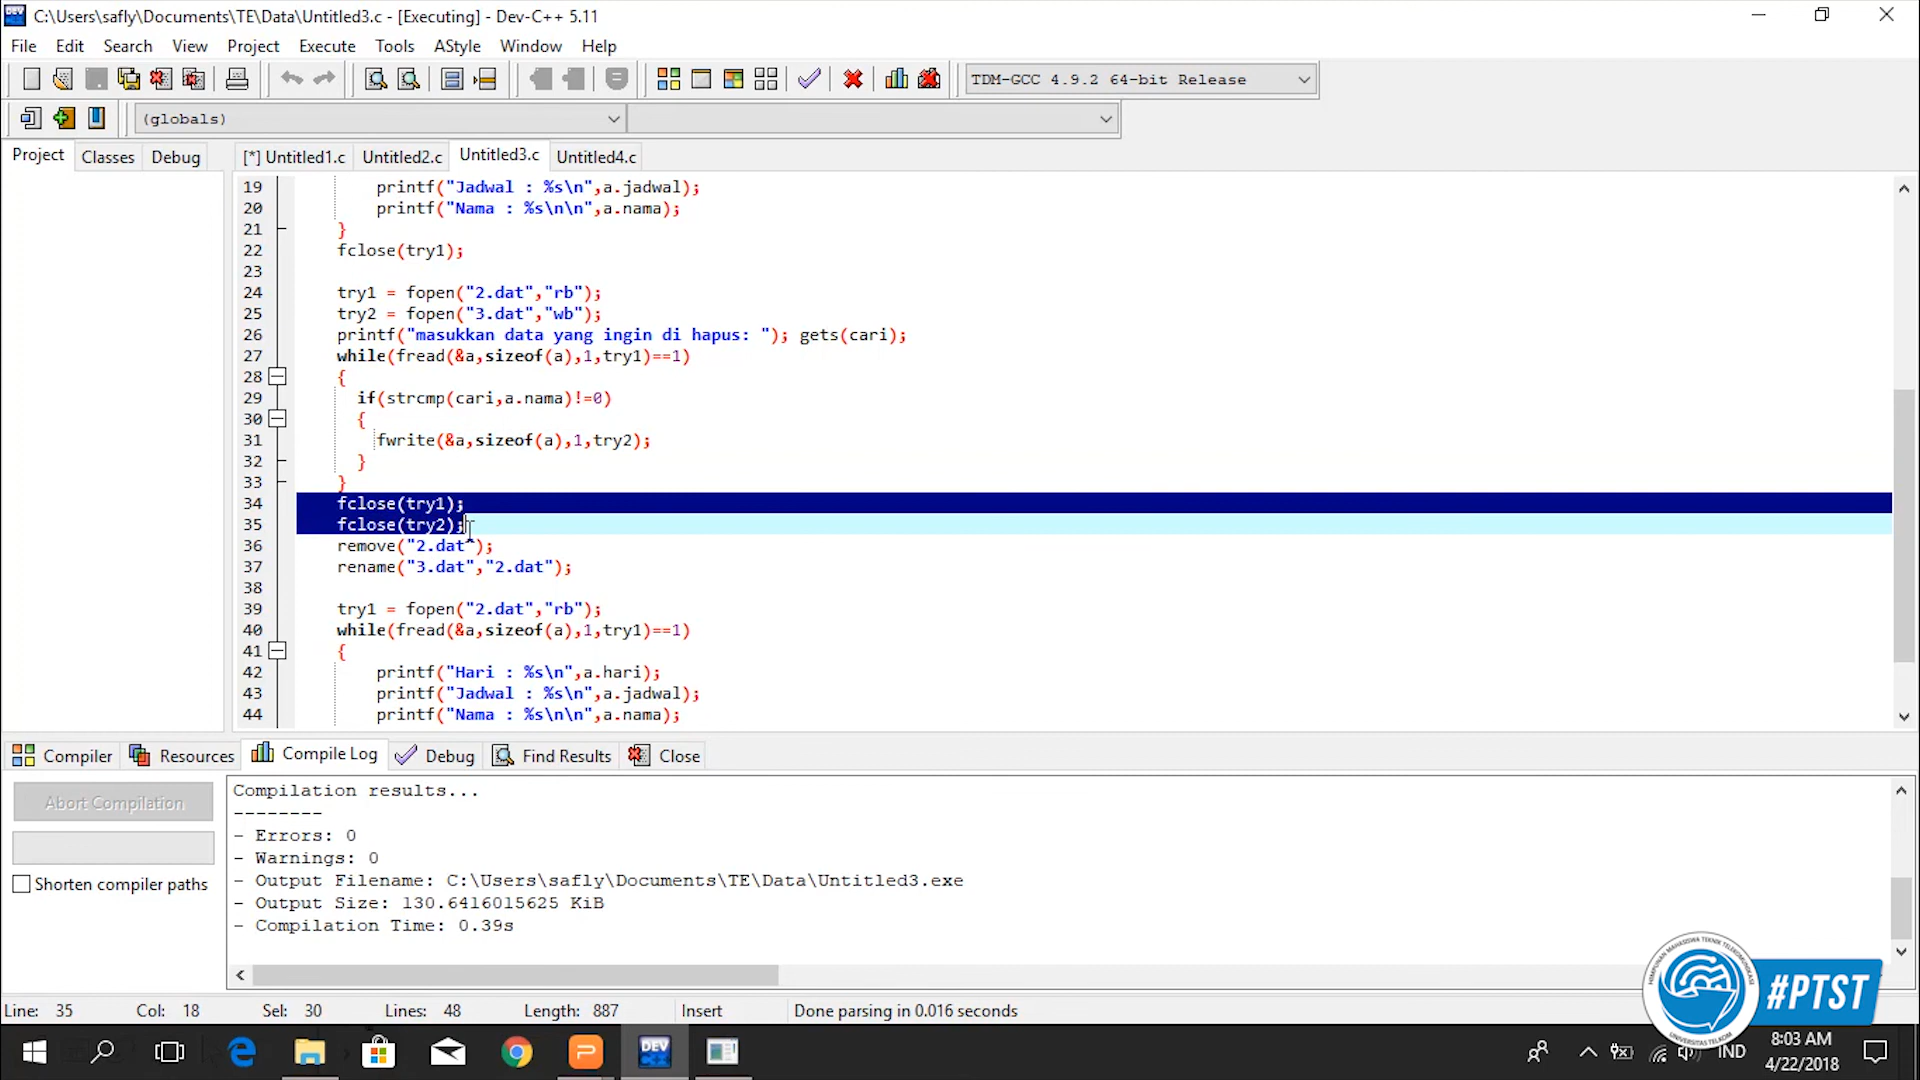 C:\Users\safly\Documents\TE\Data\Untitled3.c - [Executing] - Dev-C++ 5.11
File Edit Search View Project Execute Tools AStyle Window Help
TDM-GCC 4.9.2 64-bit Release
(globals)
Project Classes Debug [*] Untitled1.c Untitled2.c Untitled3.c Untitled4.c
19 printf("Jadwal : %s\n",a.jadwal);
20 printf("Nama : %s\n\n",a.nama);
21 }
22 fclose(try1);
23
24 try1 = fopen("2.dat","rb");
25 try2 = fopen("3.dat","wb");
26 printf("masukkan data yang ingin di hapus: "); gets(cari);
27 while(fread(&a,sizeof(a),1,try1)==1)
28 {
29 if(strcmp(cari,a.nama)!=0)
30 {
31 fwrite(&a,sizeof(a),1,try2);
32 }
33 }
34 fclose(try1);
35 fclose(try2);
36 remove("2.dat");
37 rename("3.dat","2.dat");
38
39 try1 = fopen("2.dat","rb");
40 while(fread(&a,sizeof(a),1,try1)==1)
41 {
42 printf("Hari : %s\n",a.hari);
43 printf("Jadwal : %s\n",a.jadwal);
44 printf("Nama : %s\n\n",a.nama);
Compiler Resources Compile Log Debug Find Results Close
Abort Compilation
Shorten compiler paths
Compilation results...
--------
- Errors: 0
- Warnings: 0
- Output Filename: C:\Users\safly\Documents\TE\Data\Untitled3.exe
- Output Size: 130.6416015625 KiB
- Compilation Time: 0.39s
HIMPUNAN MAHASISWA TEKNIK TELEKOMUNIKASI
UNIVERSITAS TELKOM
#PTST
Line: 35 Col: 18 Sel: 30 Lines: 48 Length: 887 Insert Done parsing in 0.016 seconds
DEV
IND
8:03 AM
4/22/2018